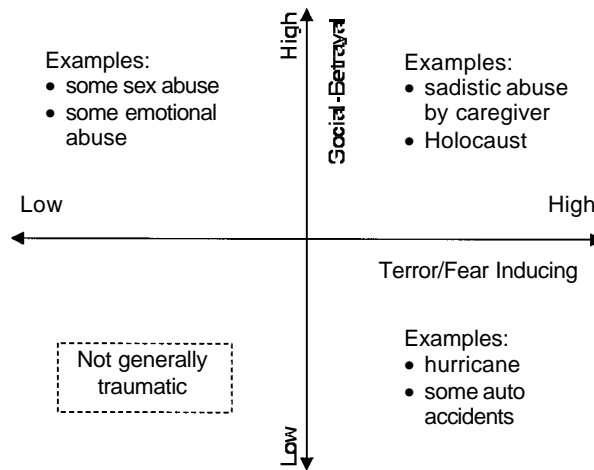 Examples:
• some sex abuse
• some emotional
abuse
High
Social-Betrayal
Examples:
• sadistic abuse
by caregiver
• Holocaust
Low
High
Terror/Fear Inducing
Not generally
traumatic
Examples:
• hurricane
• some auto
accidents
Low